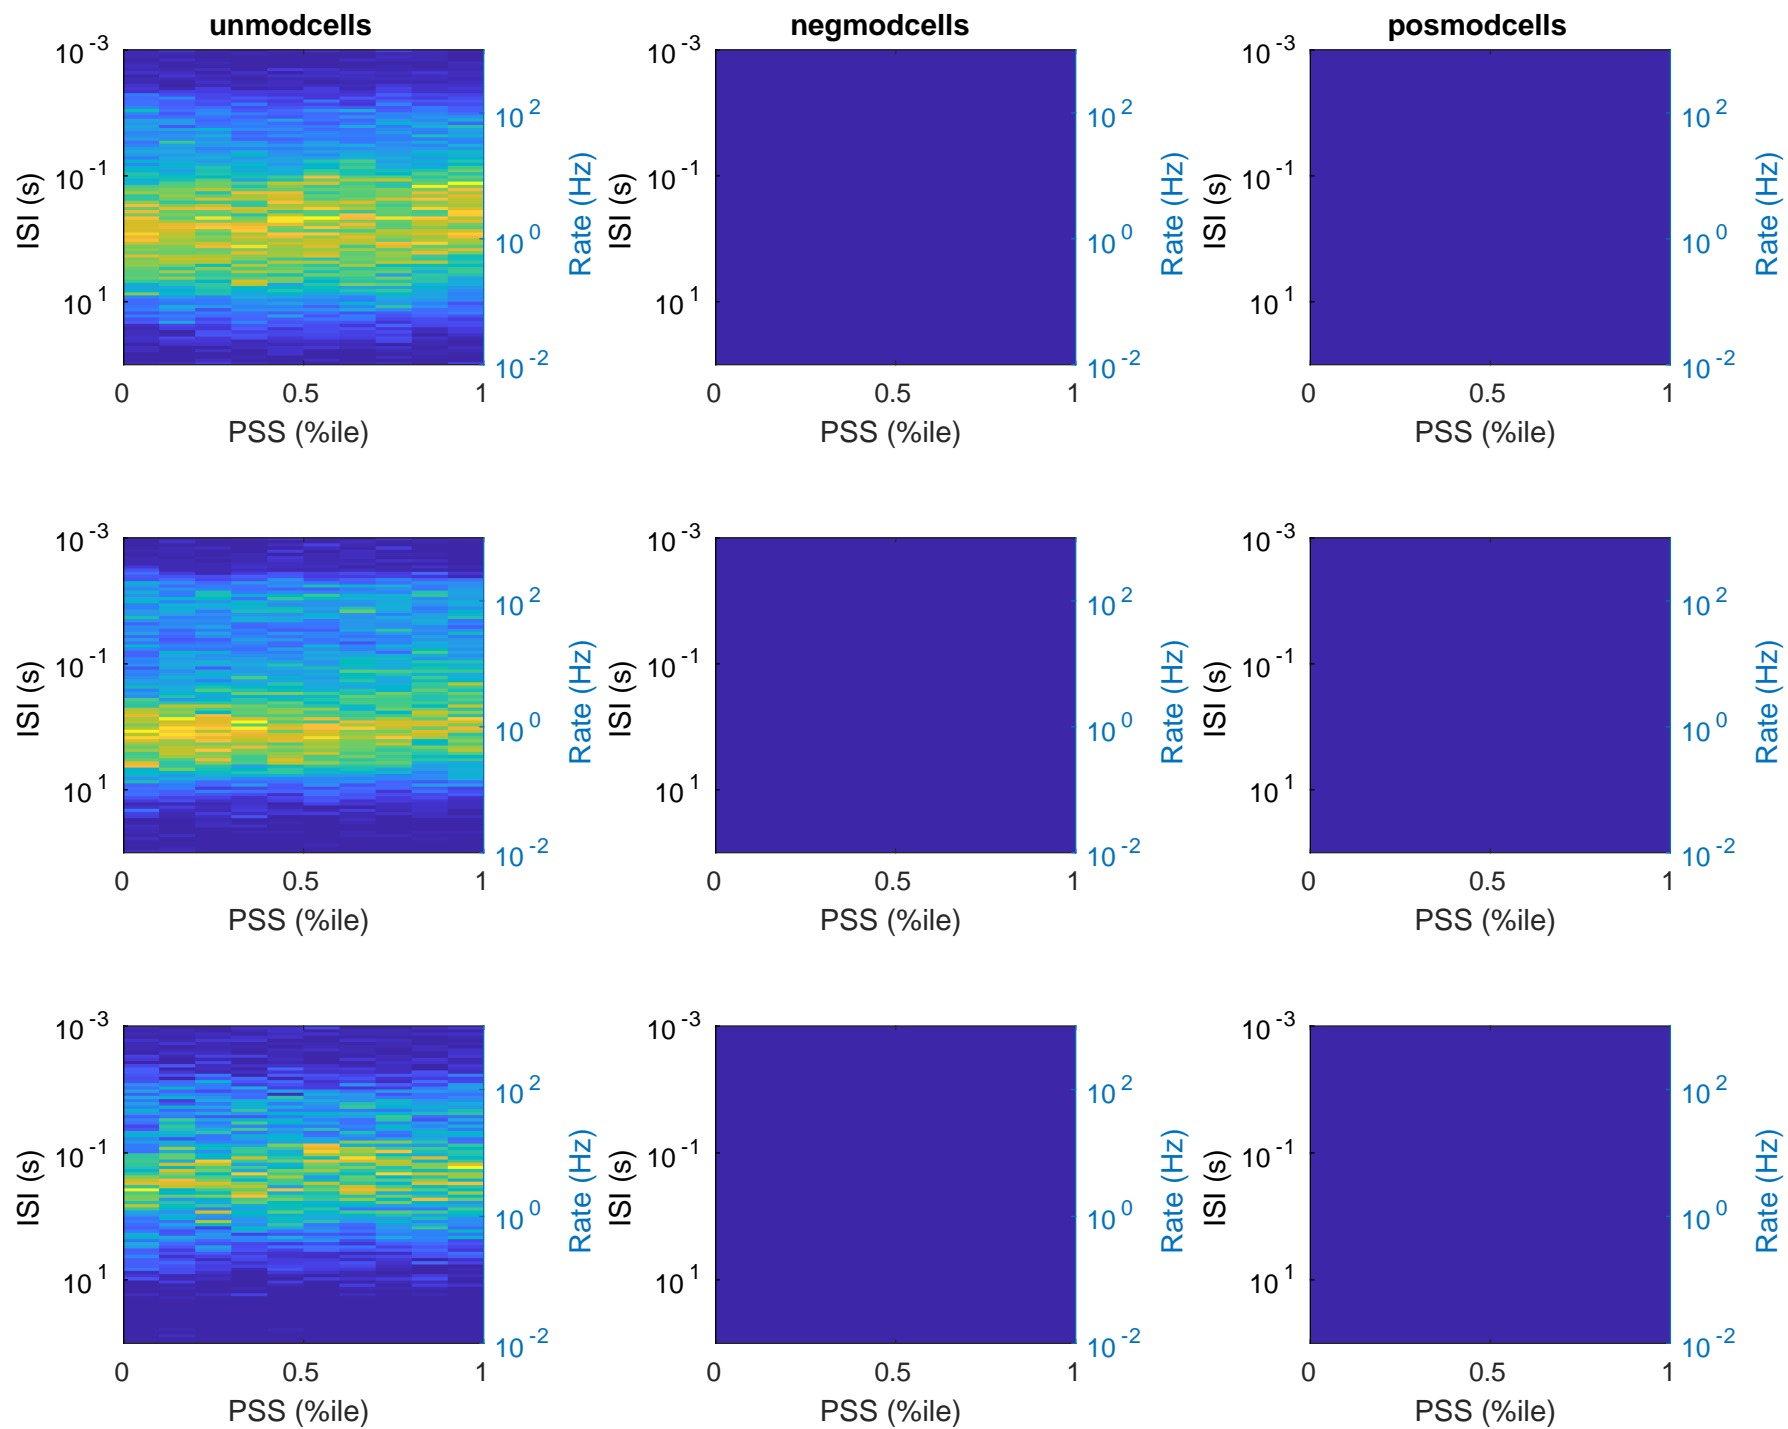 unmodcells negmodcells posmodcells
10^-3 10^-3 10^-3
10^2 10^2 10^2
10^-1 10^-1 10^-1
ISI (s) Rate (Hz) ISI (s) Rate (Hz) ISI (s) Rate (Hz)
10^0 10^0 10^0
10^1 10^1 10^1
10^-2 10^-2 10^-2
0 0.5 1 0 0.5 1 0 0.5 1
PSS (%ile) PSS (%ile) PSS (%ile)
10^-3 10^-3 10^-3
10^2 10^2 10^2
10^-1 10^-1 10^-1
ISI (s) Rate (Hz) ISI (s) Rate (Hz) ISI (s) Rate (Hz)
10^0 10^0 10^0
10^1 10^1 10^1
10^-2 10^-2 10^-2
0 0.5 1 0 0.5 1 0 0.5 1
PSS (%ile) PSS (%ile) PSS (%ile)
10^-3 10^-3 10^-3
10^2 10^2 10^2
10^-1 10^-1 10^-1
ISI (s) Rate (Hz) ISI (s) Rate (Hz) ISI (s) Rate (Hz)
10^0 10^0 10^0
10^1 10^1 10^1
10^-2 10^-2 10^-2
0 0.5 1 0 0.5 1 0 0.5 1
PSS (%ile) PSS (%ile) PSS (%ile)